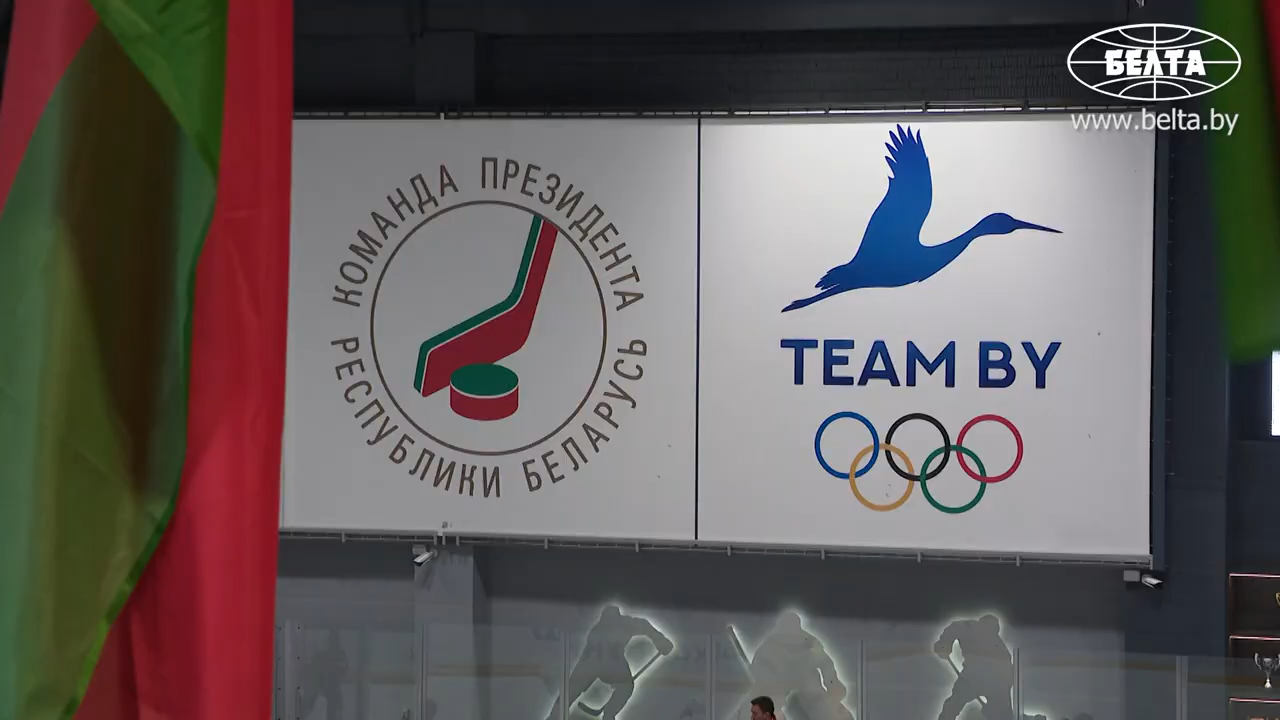 БЕЛТА
www.belta.by
КОМАНДА ПРЕЗИДЕНТА
РЕСПУБЛИКИ БЕЛАРУСЬ
TEAM BY